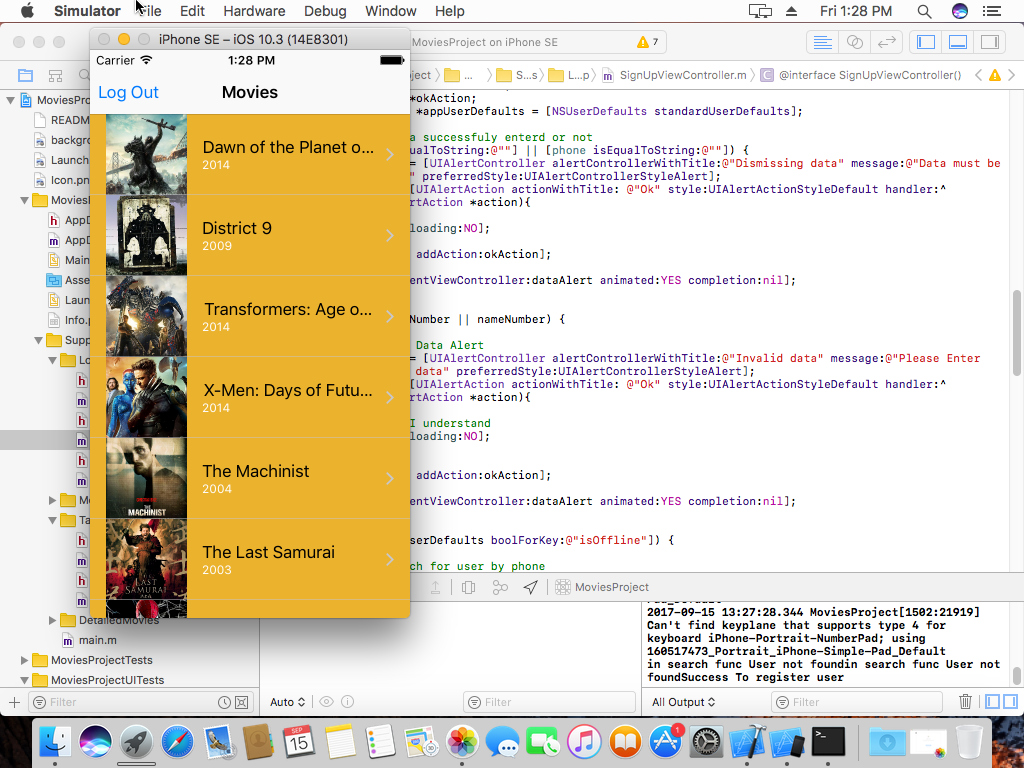 Simulator File Edit Hardware Debug Window Help Fri 1:28 PM
iPhone SE – iOS 10.3 (14E8301)
MoviesProject on iPhone SE 7
Carrier 1:28 PM
Log Out Movies
Dawn of the Planet o...
2014
District 9
2009
Transformers: Age o...
2014
X-Men: Days of Futu...
2014
The Machinist
2004
THE MACHINIST
The Last Samurai
2003
THE LAST SAMURAI
MoviesPro
READM
backgro
Launch
Icon.pn
Movies
h AppD
m AppD
Main
Asse
Laun
Info.p
Supp
Lo
h
m
h
m
h
m
Mo
Ta
h
m
h
m
DetailedMovies
m main.m
MoviesProjectTests
MoviesProjectUITests
Filter
ject ... S...s L...p m SignUpViewController.m C @interface SignUpViewController()
*okAction;
*appUserDefaults = [NSUserDefaults standardUserDefaults];
a successfuly enterd or not
ualToString:@""] || [phone isEqualToString:@""]) {
= [UIAlertController alertControllerWithTitle:@"Dismissing data" message:@"Data must be
" preferredStyle:UIAlertControllerStyleAlert];
[UIAlertAction actionWithTitle: @"Ok" style:UIAlertActionStyleDefault handler:^
rtAction *action){
loading:NO];
addAction:okAction];
entViewController:dataAlert animated:YES completion:nil];
Number || nameNumber) {
Data Alert
= [UIAlertController alertControllerWithTitle:@"Invalid data" message:@"Please Enter
data" preferredStyle:UIAlertControllerStyleAlert];
[UIAlertAction actionWithTitle: @"Ok" style:UIAlertActionStyleDefault handler:^
rtAction *action){
I understand
loading:NO];
addAction:okAction];
entViewController:dataAlert animated:YES completion:nil];
serDefaults boolForKey:@"isOffline"]) {
ch for user by phone
MoviesProject
2017-09-15 13:27:28.344 MoviesProject[1502:21919]
Can't find keyplane that supports type 4 for
keyboard iPhone-Portrait-NumberPad; using
160517473_Portrait_iPhone-Simple-Pad_Default
in search func User not foundin search func User not
foundSuccess To register user
Auto Filter All Output Filter
SEP
15
1